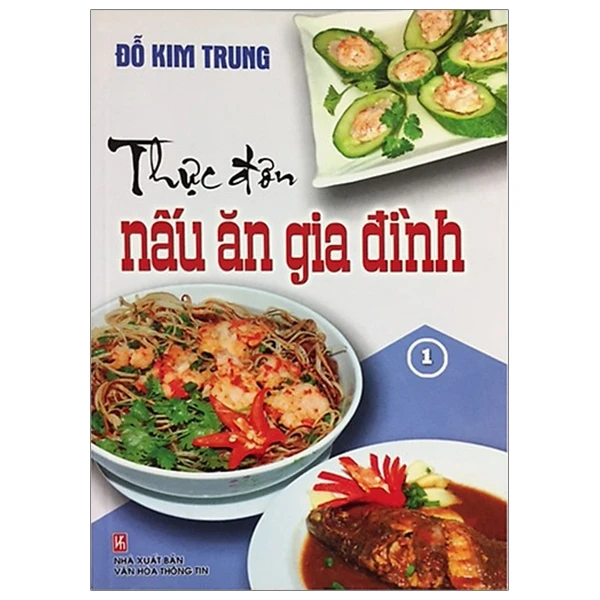 ĐỖ KIM TRUNG
Thực đơn
nấu ăn gia đình
1
NHÀ XUẤT BẢN
VĂN HÓA THÔNG TIN